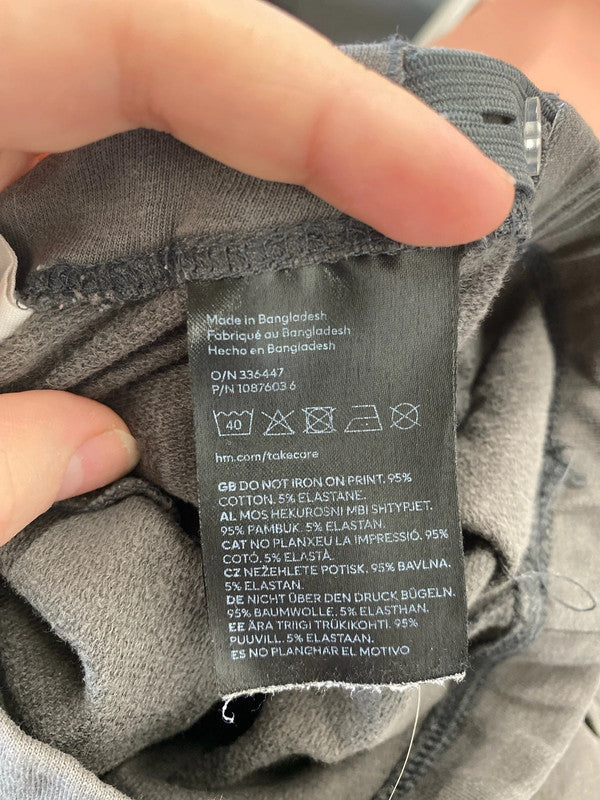 Made in Bangladesh
Fabriqué au Bangladesh
Hecho en Bangladesh
O/N 336447
P/N 1087603 6
40
hm.com/takecare
GB DO NOT IRON ON PRINT. 95%
COTTON. 5% ELASTANE.
AL MOS HEKUROSNI MBI SHTYPJET.
95% PAMBUK. 5% ELASTAN.
CAT NO PLANXEU LA IMPRESSIÓ. 95%
COTÓ. 5% ELASTÀ.
CZ NEŽEHLETE POTISK. 95% BAVLNA.
5% ELASTAN.
DE NICHT ÜBER DEN DRUCK BÜGELN.
95% BAUMWOLLE. 5% ELASTHAN.
EE ÄRA TRIIGI TRÜKIKOHTI. 95%
PUUVILL. 5% ELASTAAN.
ES NO PLANCHAR EL MOTIVO